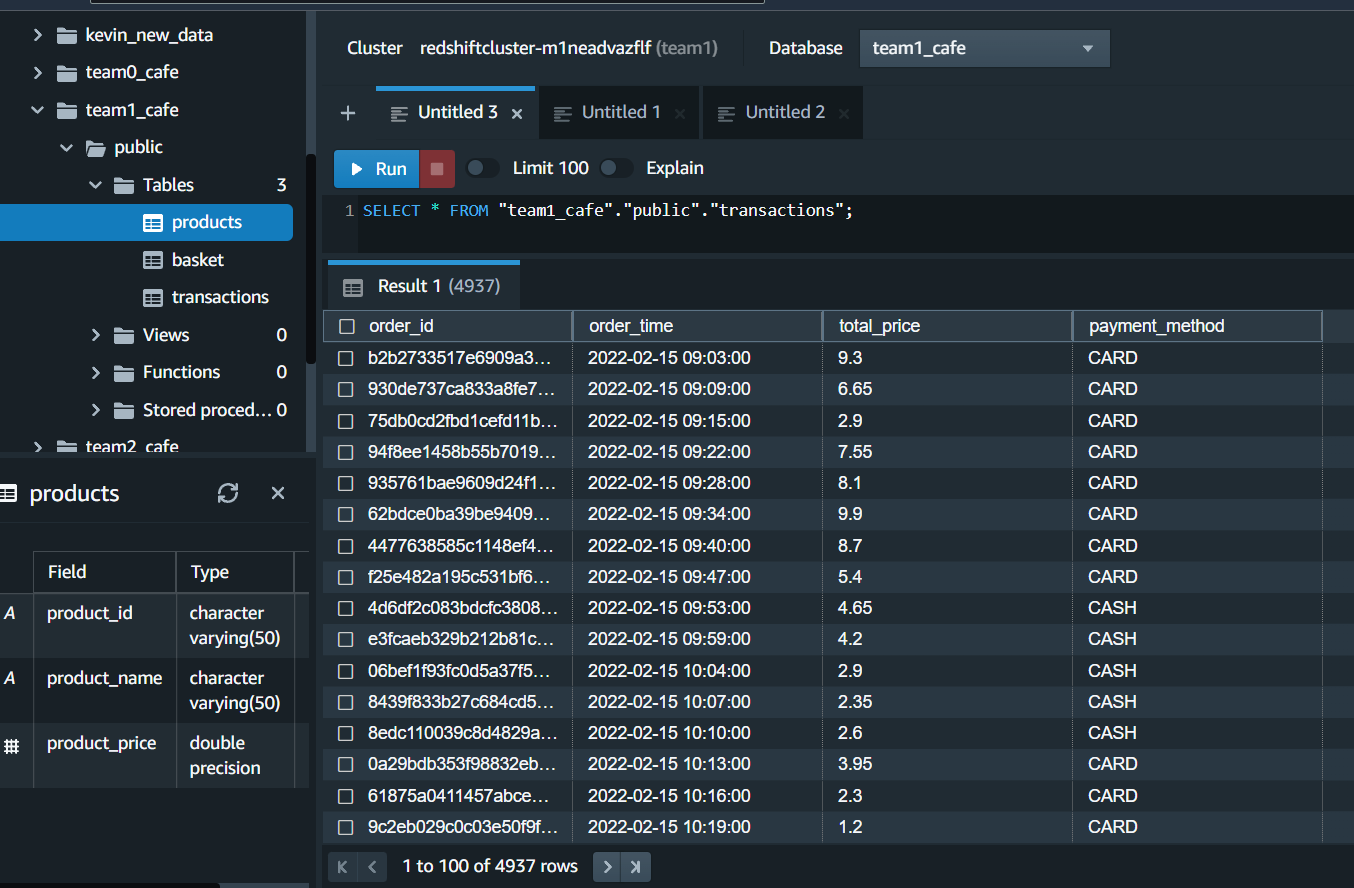 kevin_new_data
team0_cafe
team1_cafe
public
Tables 3
products
basket
transactions
Views 0
Functions 0
Stored proced... 0
team2_cafe
products
Field Type
A product_id character varying(50)
A product_name character varying(50)
# product_price double precision
Cluster redshiftcluster-m1neadvazflf (team1) Database team1_cafe
+ Untitled 3 × Untitled 1 × Untitled 2 ×
Run Limit 100 Explain
1 SELECT * FROM "team1_cafe"."public"."transactions";
Result 1 (4937)
order_id order_time total_price payment_method
b2b2733517e6909a3... 2022-02-15 09:03:00 9.3 CARD
930de737ca833a8fe7... 2022-02-15 09:09:00 6.65 CARD
75db0cd2fbd1cefd11b... 2022-02-15 09:15:00 2.9 CARD
94f8ee1458b55b7019... 2022-02-15 09:22:00 7.55 CARD
935761bae9609d24f1... 2022-02-15 09:28:00 8.1 CARD
62bdce0ba39be9409... 2022-02-15 09:34:00 9.9 CARD
4477638585c1148ef4... 2022-02-15 09:40:00 8.7 CARD
f25e482a195c531bf6... 2022-02-15 09:47:00 5.4 CARD
4d6df2c083bdcfc3808... 2022-02-15 09:53:00 4.65 CASH
e3fcaeb329b212b81c... 2022-02-15 09:59:00 4.2 CASH
06bef1f93fc0d5a37f5... 2022-02-15 10:04:00 2.9 CASH
8439f833b27c684cd5... 2022-02-15 10:07:00 2.35 CASH
8edc110039c8d4829a... 2022-02-15 10:10:00 2.6 CASH
0a29bdb353f98832eb... 2022-02-15 10:13:00 3.95 CARD
61875a0411457abce... 2022-02-15 10:16:00 2.3 CARD
9c2eb029c0c03e50f9f... 2022-02-15 10:19:00 1.2 CARD
1 to 100 of 4937 rows